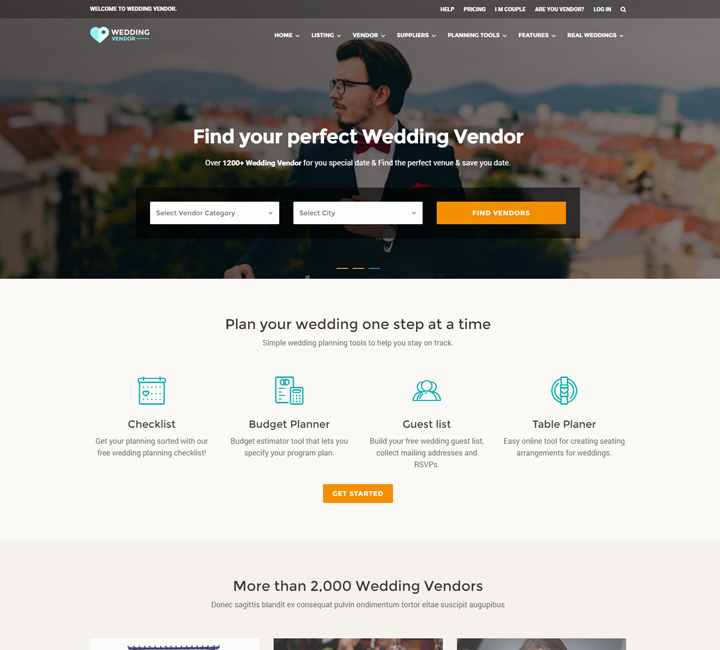 WELCOME TO WEDDING VENDOR.
HELP PRICING I M COUPLE ARE YOU VENDOR? LOG IN
WEDDING
VENDOR
HOME LISTING VENDOR SUPPLIERS PLANNING TOOLS FEATURES REAL WEDDINGS
Find your perfect Wedding Vendor
Over 1200+ Wedding Vendor for you special date & Find the perfect venue & save you date.
Select Vendor Category Select City FIND VENDORS
Plan your wedding one step at a time
Simple wedding planning tools to help you stay on track.
Checklist
Get your planning sorted with our
free wedding planning checklist!
Budget Planner
Budget estimator tool that lets you
specify your program plan.
Guest list
Build your free wedding guest list,
collect mailing addresses and
RSVPs.
Table Planer
Easy online tool for creating seating
arrangements for weddings.
GET STARTED
More than 2,000 Wedding Vendors
Donec sagittis blandit ex consequat pulvin ondimentum tortor eitae suscipit augupibus